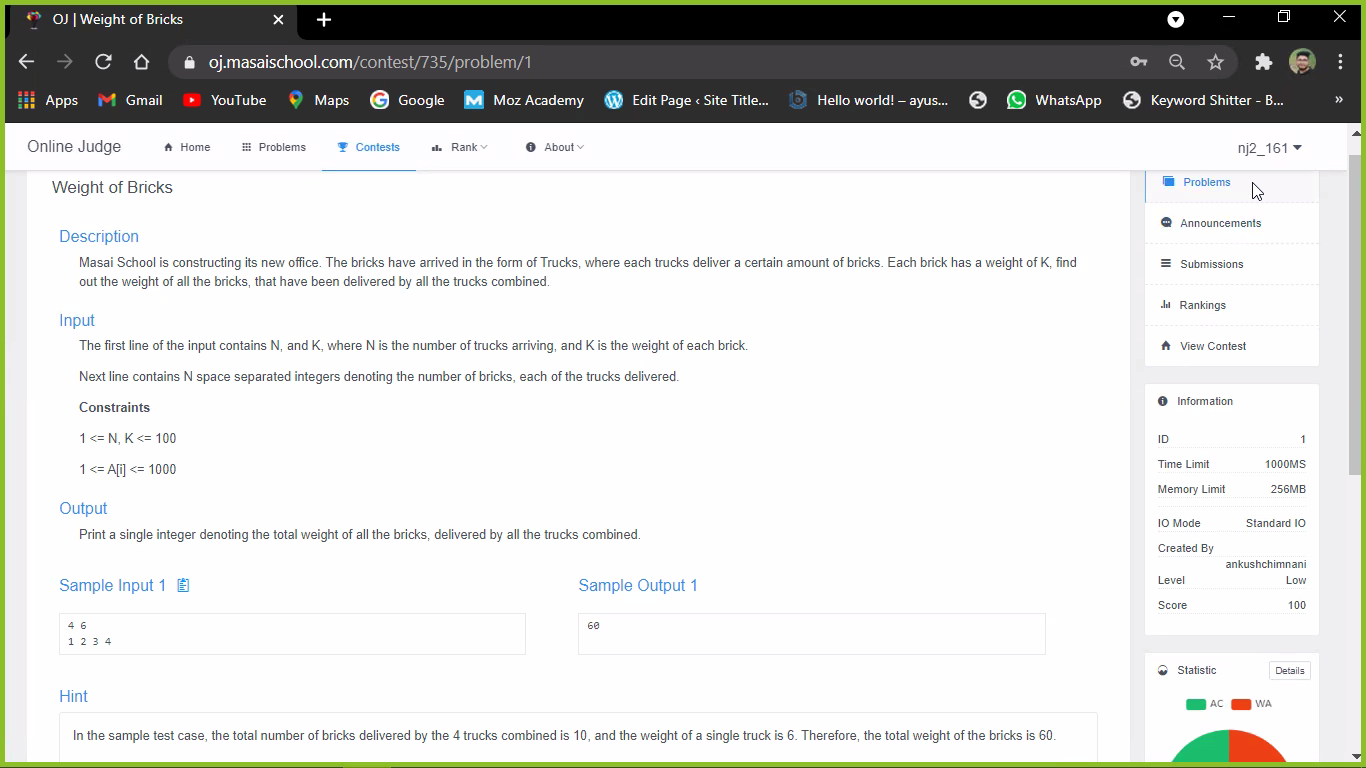 OJ | Weight of Bricks
oj.masaischool.com/contest/735/problem/1
Apps Gmail YouTube Maps Google Moz Academy Edit Page ‹ Site Title... Hello world! – ayus... WhatsApp Keyword Shitter - B... »
Online Judge Home Problems Contests Rank About nj2_161
Weight of Bricks
Description
Masai School is constructing its new office. The bricks have arrived in the form of Trucks, where each trucks deliver a certain amount of bricks. Each brick has a weight of K, find
out the weight of all the bricks, that have been delivered by all the trucks combined.
Input
The first line of the input contains N, and K, where N is the number of trucks arriving, and K is the weight of each brick.
Next line contains N space separated integers denoting the number of bricks, each of the trucks delivered.
Constraints
1 <= N, K <= 100
1 <= A[i] <= 1000
Output
Print a single integer denoting the total weight of all the bricks, delivered by all the trucks combined.
Sample Input 1
4 6
1 2 3 4
Sample Output 1
60
Hint
In the sample test case, the total number of bricks delivered by the 4 trucks combined is 10, and the weight of a single truck is 6. Therefore, the total weight of the bricks is 60.
Problems
Announcements
Submissions
Rankings
View Contest
Information
ID 1
Time Limit 1000MS
Memory Limit 256MB
IO Mode Standard IO
Created By
ankushchimnani
Level Low
Score 100
Statistic Details
AC WA